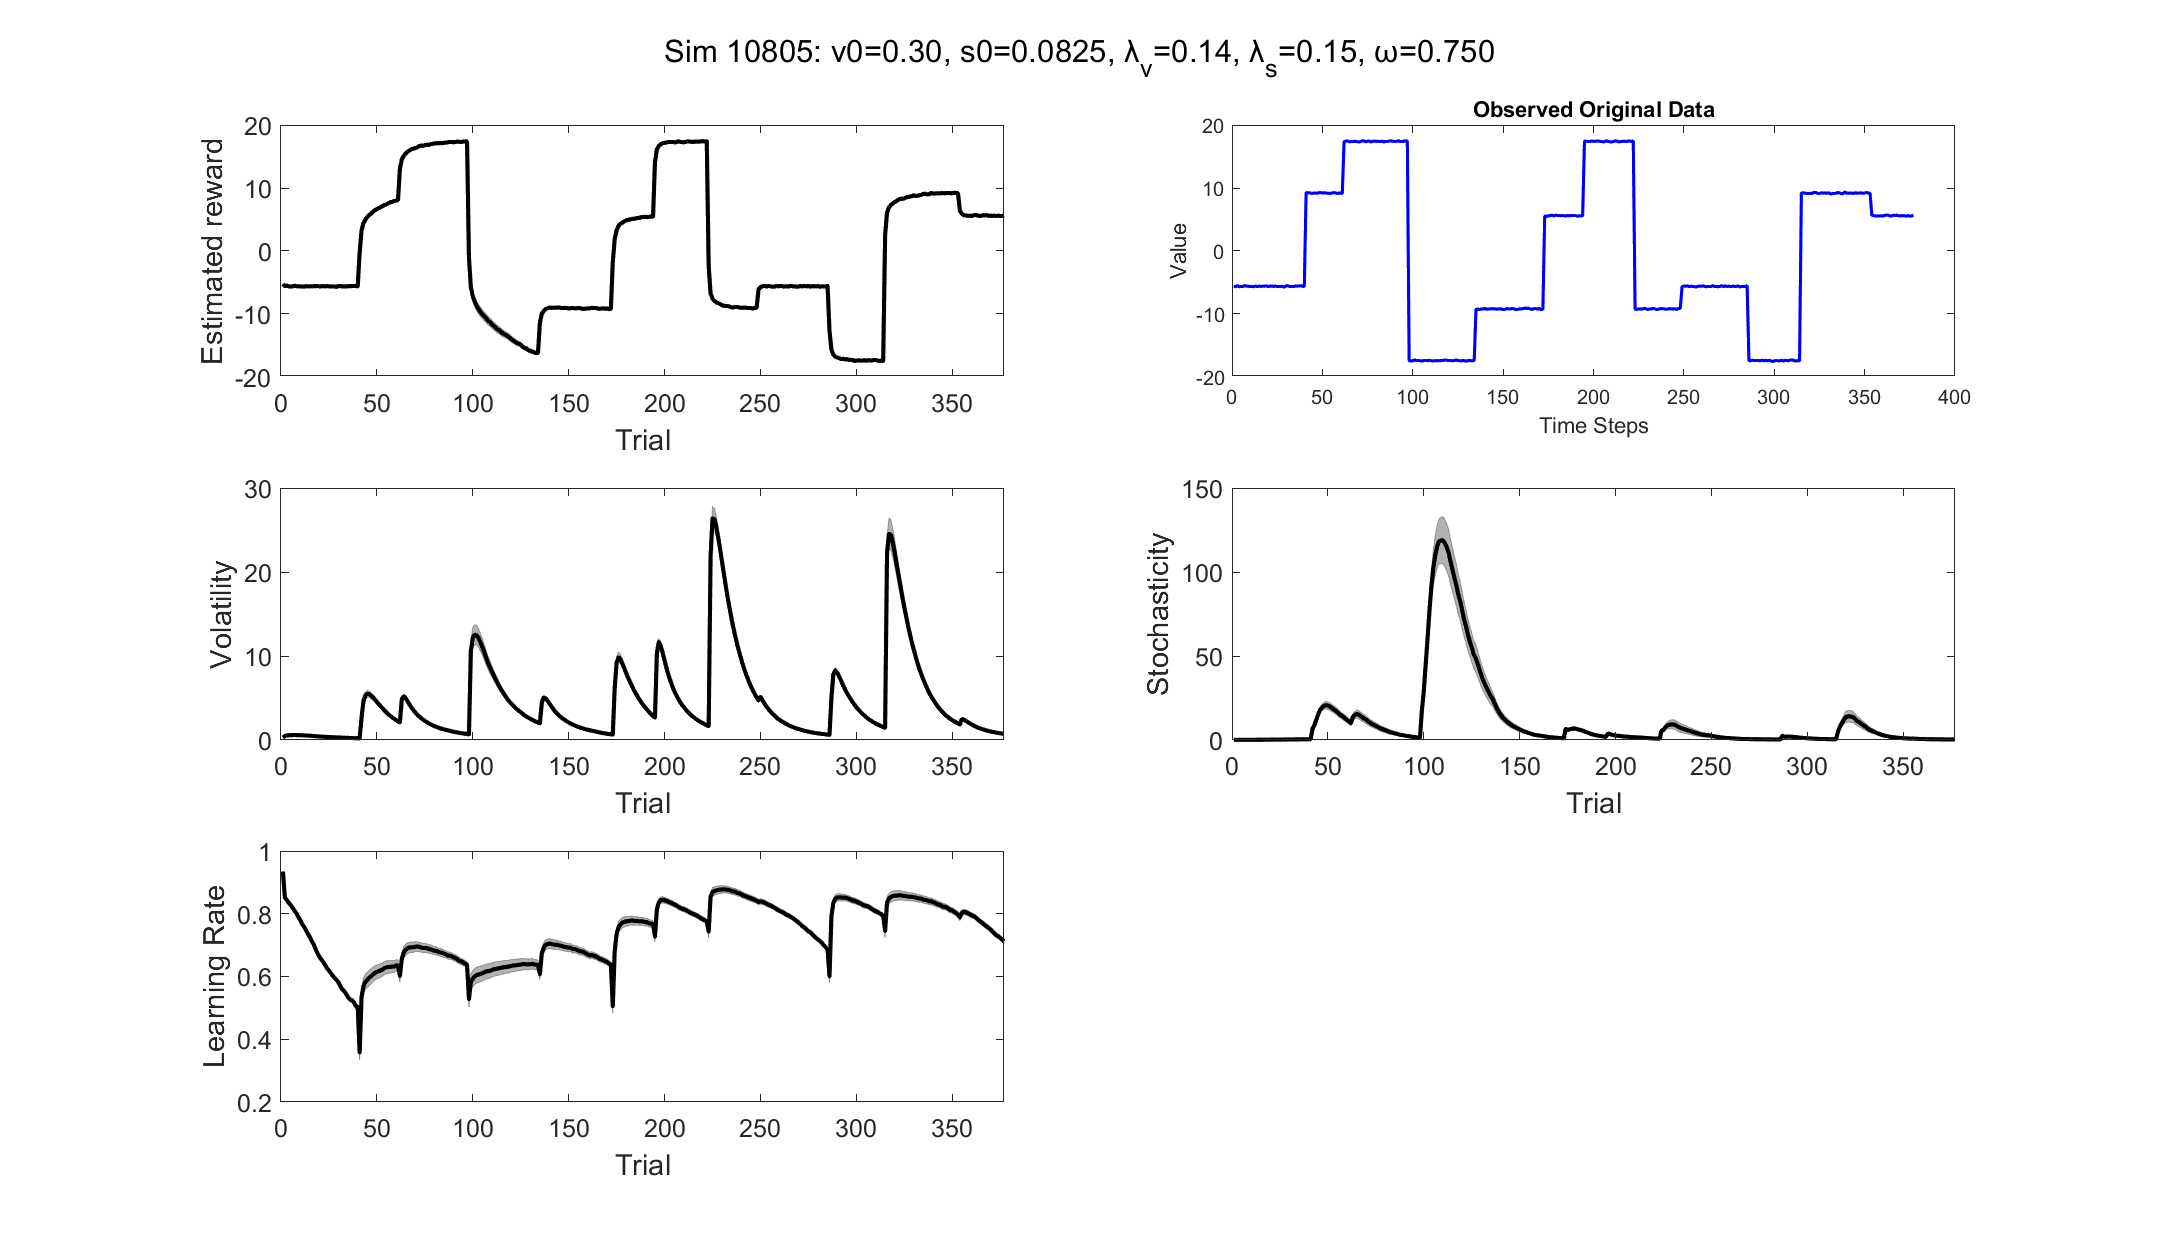 Sim 10805: v0=0.30, s0=0.0825, λ_v=0.14, λ_s=0.15, ω=0.750
20
10
0
-10
-20
Estimated reward
0 50 100 150 200 250 300 350
Trial
Observed Original Data
20
10
0
-10
-20
Value
0 50 100 150 200 250 300 350 400
Time Steps
30
20
10
0
Volatility
0 50 100 150 200 250 300 350
Trial
150
100
50
0
Stochasticity
0 50 100 150 200 250 300 350
Trial
1
0.8
0.6
0.4
0.2
Learning Rate
0 50 100 150 200 250 300 350
Trial